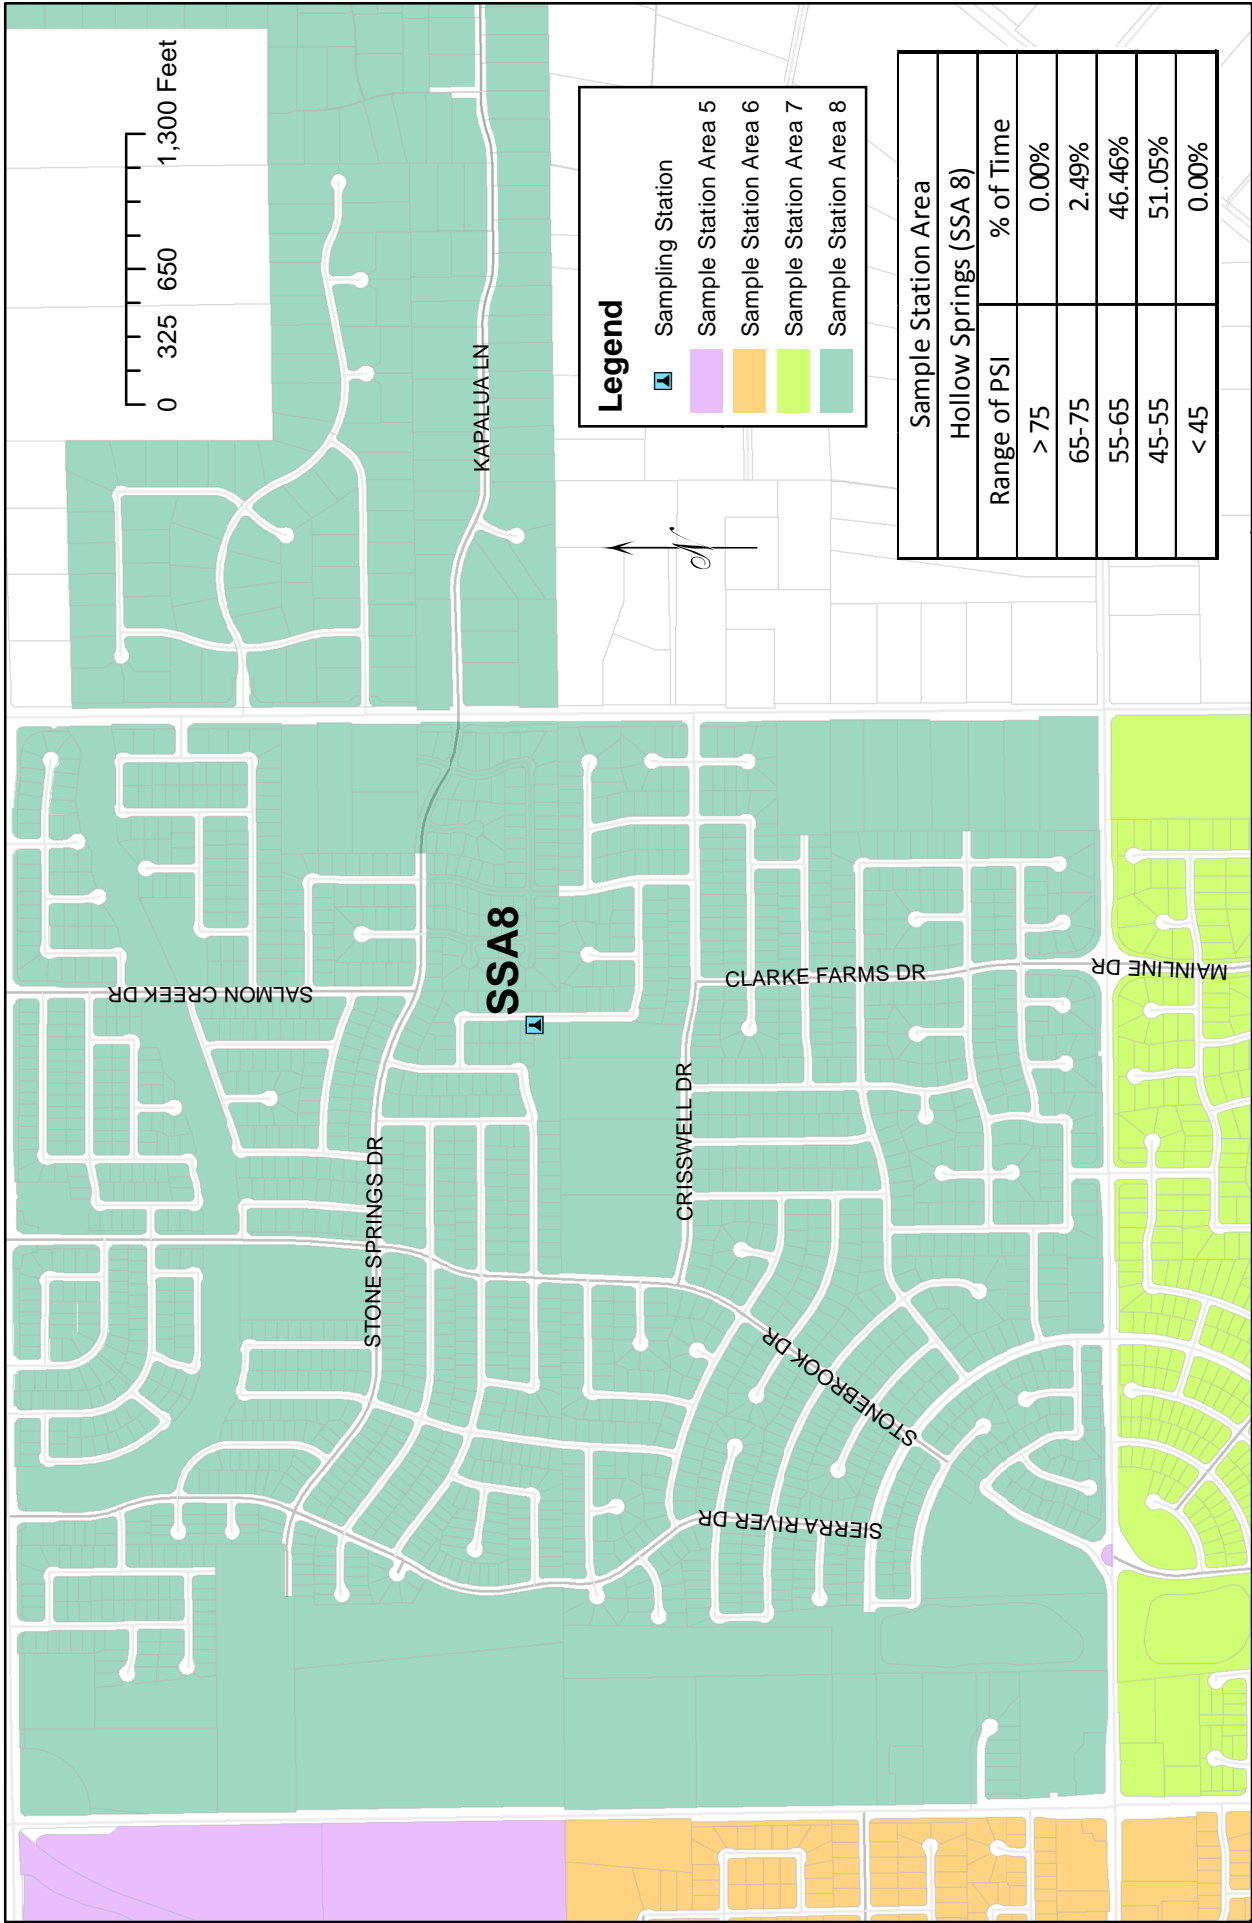 STONE SPRINGS DR
SALMON CREEK DR
SSA8
KAPALUA LN
CRISSWELL DR
CLARKE FARMS DR
STONEBROOK DR
SIERRA RIVER DR
MAINLINE DR
0 325 650 1,300 Feet
N
Legend
Sampling Station
Sample Station Area 5
Sample Station Area 6
Sample Station Area 7
Sample Station Area 8
Sample Station Area
Hollow Springs (SSA 8)
Range of PSI % of Time
> 75 0.00%
65-75 2.49%
55-65 46.46%
45-55 51.05%
< 45 0.00%